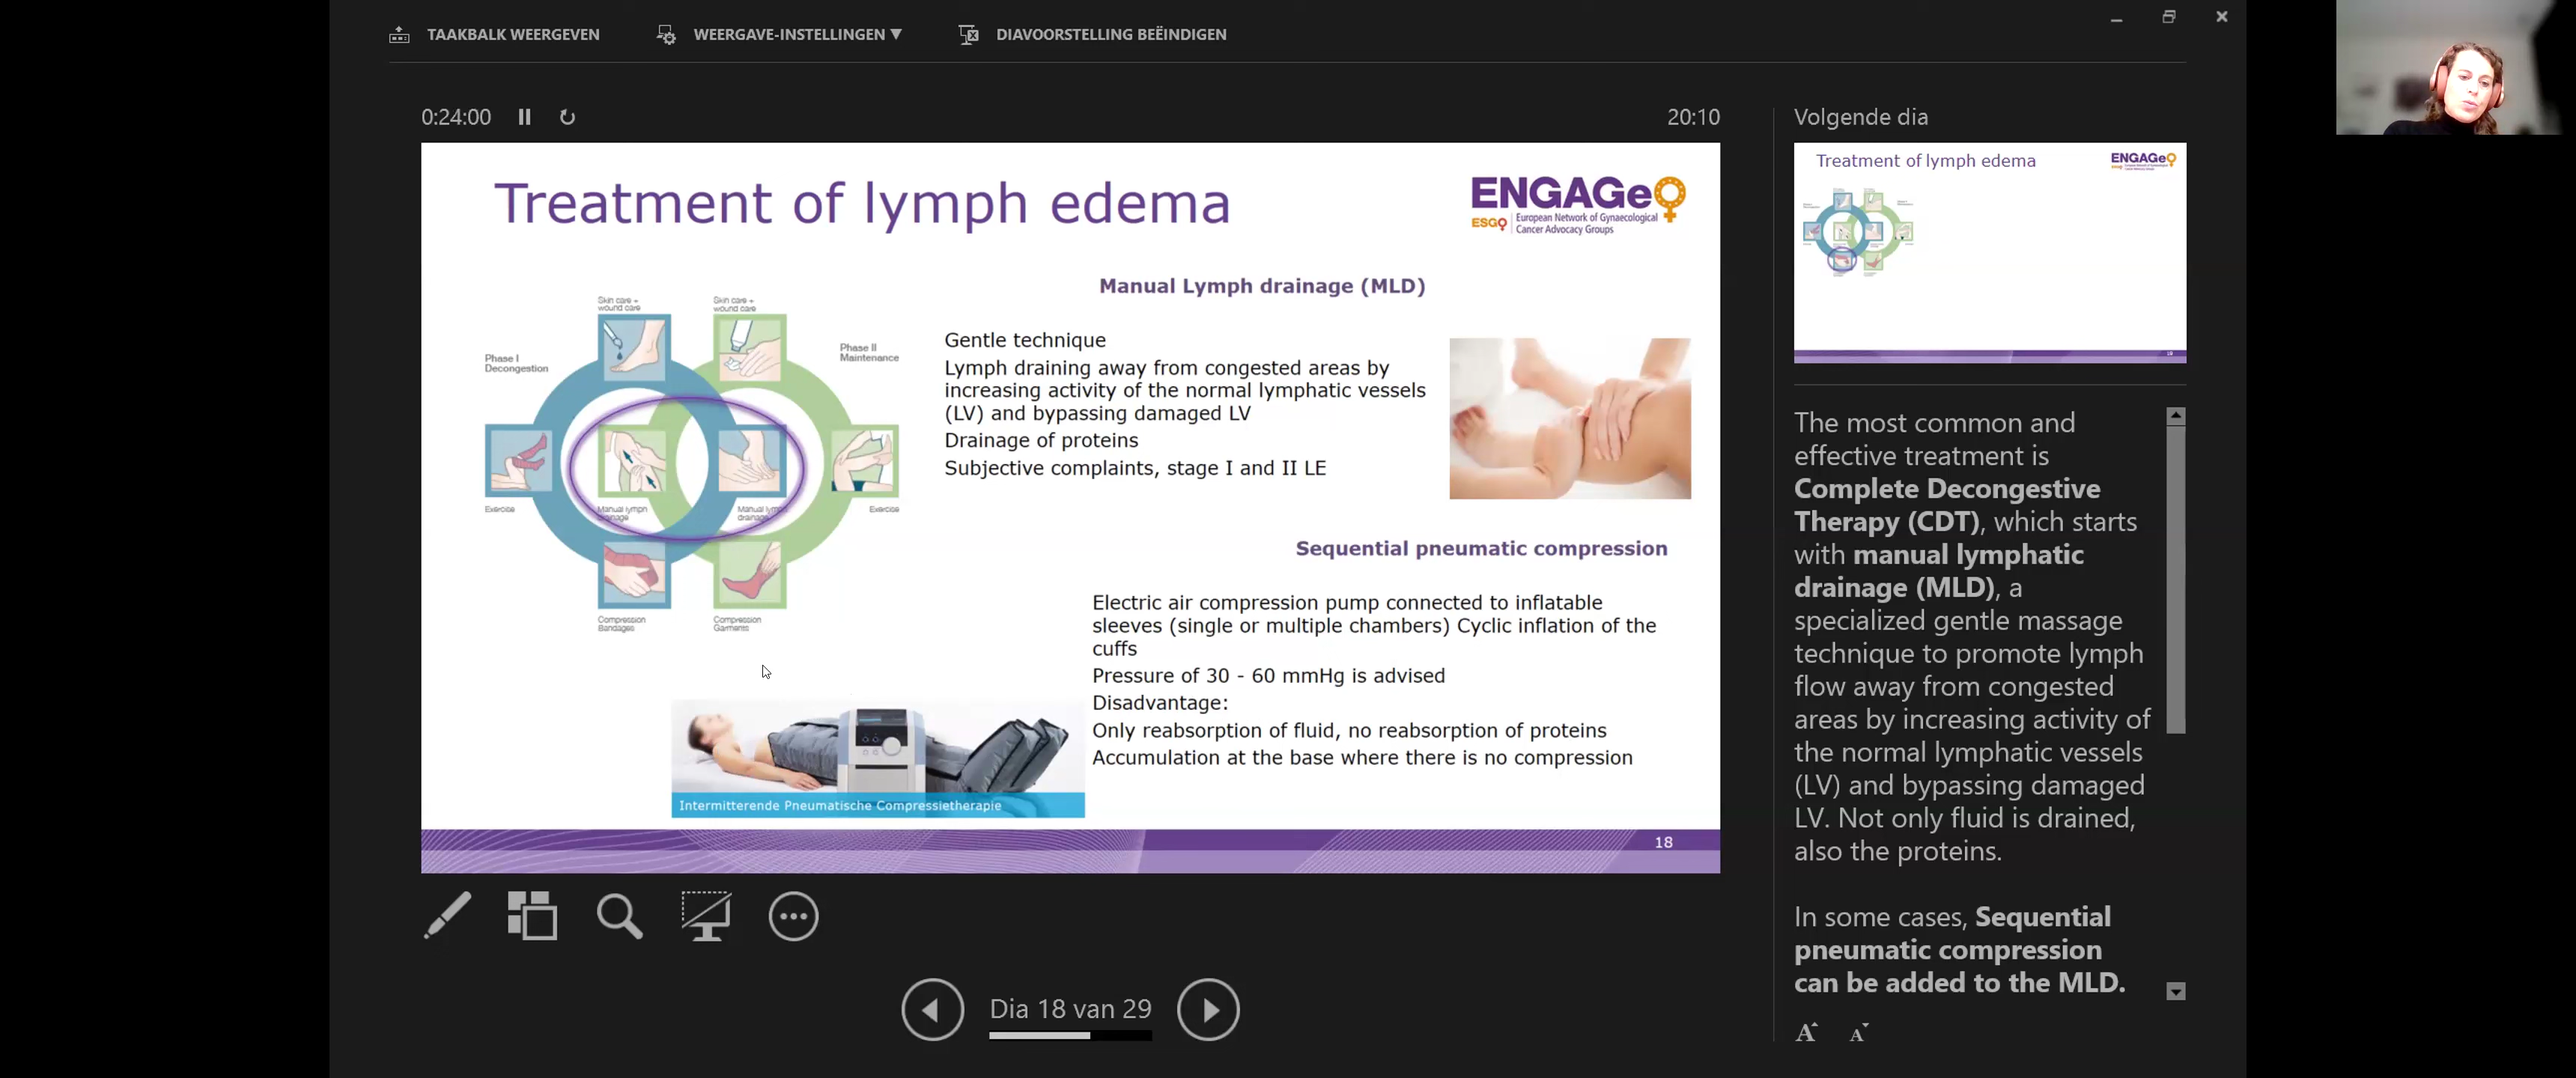 TAAKBALK WEERGEVEN
WEERGAVE-INSTELLINGEN ▼
DIAVOORSTELLING BEËINDIGEN
0:24:00
20:10
Treatment of lymph edema
ENGAGe
ESGO
European Network of Gynaecological
Cancer Advocacy Groups
Skin care +
wound care
Skin care +
wound care
Phase I
Decongestion
Phase II
Maintenance
Exercise
Manual lymph
drainage
Manual lymph
drainage
Exercise
Compression
Bandages
Compression
Garments
Manual Lymph drainage (MLD)
Gentle technique
Lymph draining away from congested areas by
increasing activity of the normal lymphatic vessels
(LV) and bypassing damaged LV
Drainage of proteins
Subjective complaints, stage I and II LE
Sequential pneumatic compression
Electric air compression pump connected to inflatable
sleeves (single or multiple chambers) Cyclic inflation of the
cuffs
Pressure of 30 - 60 mmHg is advised
Disadvantage:
Only reabsorption of fluid, no reabsorption of proteins
Accumulation at the base where there is no compression
Intermitterende Pneumatische Compressietherapie
18
Dia 18 van 29
Volgende dia
Treatment of lymph edema
ENGAGe
The most common and
effective treatment is
Complete Decongestive
Therapy (CDT), which starts
with manual lymphatic
drainage (MLD), a
specialized gentle massage
technique to promote lymph
flow away from congested
areas by increasing activity of
the normal lymphatic vessels
(LV) and bypassing damaged
LV. Not only fluid is drained,
also the proteins.
In some cases, Sequential
pneumatic compression
can be added to the MLD.
A A